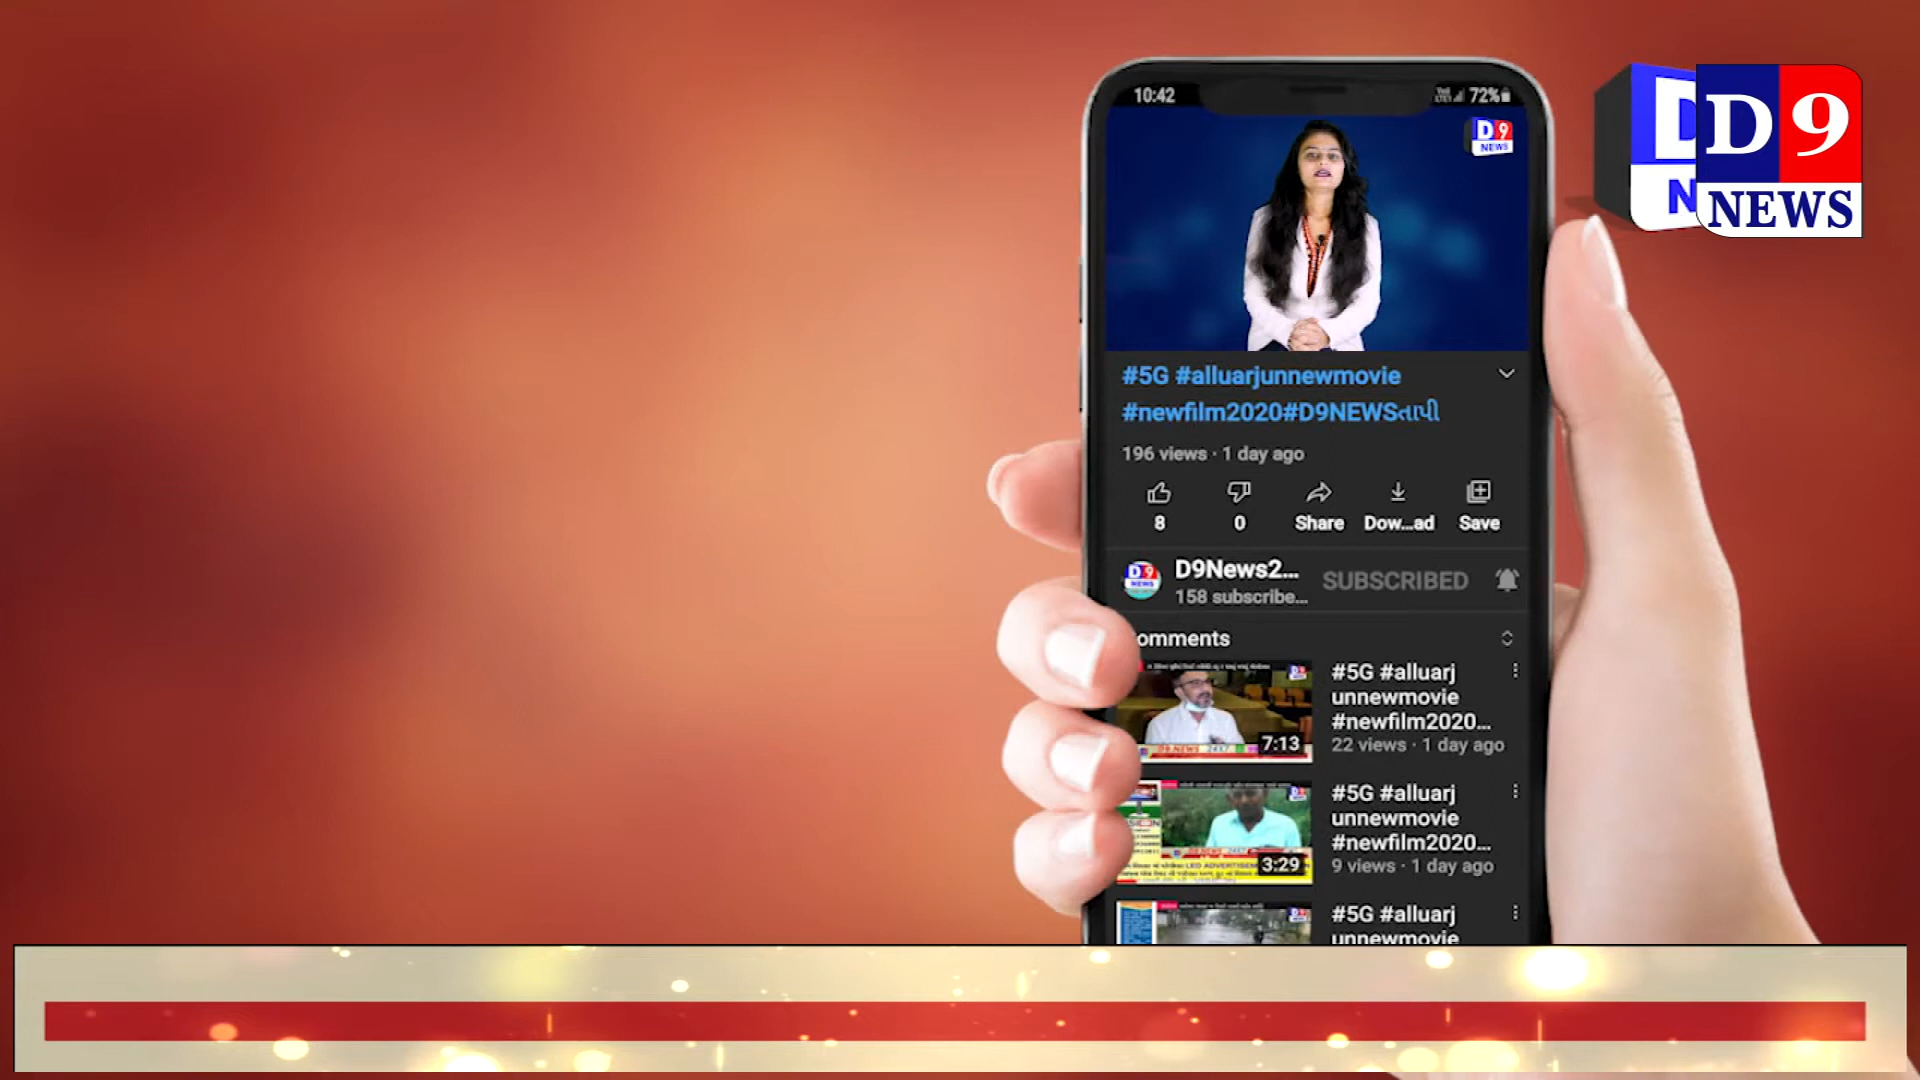 10:42
72%
D9
NEWS
D9
NEWS
#5G #alluarjunnewmovie
#newfilm2020#D9NEWSતાપી
196 views · 1 day ago
8
0
Share
Dow...ad
Save
D9News2...
SUBSCRIBED
158 subscribe...
omments
#5G #alluarj
unnewmovie
#newfilm2020...
22 views · 1 day ago
7:13
#5G #alluarj
unnewmovie
#newfilm2020...
9 views · 1 day ago
3:29
#5G #alluarj
unnewmovie